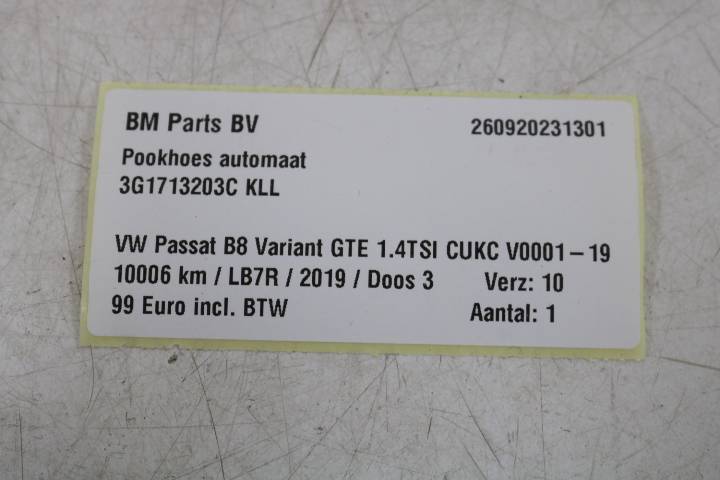 BM Parts BV 260920231301
Pookhoes automaat
3G1713203C KLL
VW Passat B8 Variant GTE 1.4TSI CUKC V0001-19
10006 km / LB7R / 2019 / Doos 3 Verz: 10
99 Euro incl. BTW Aantal: 1